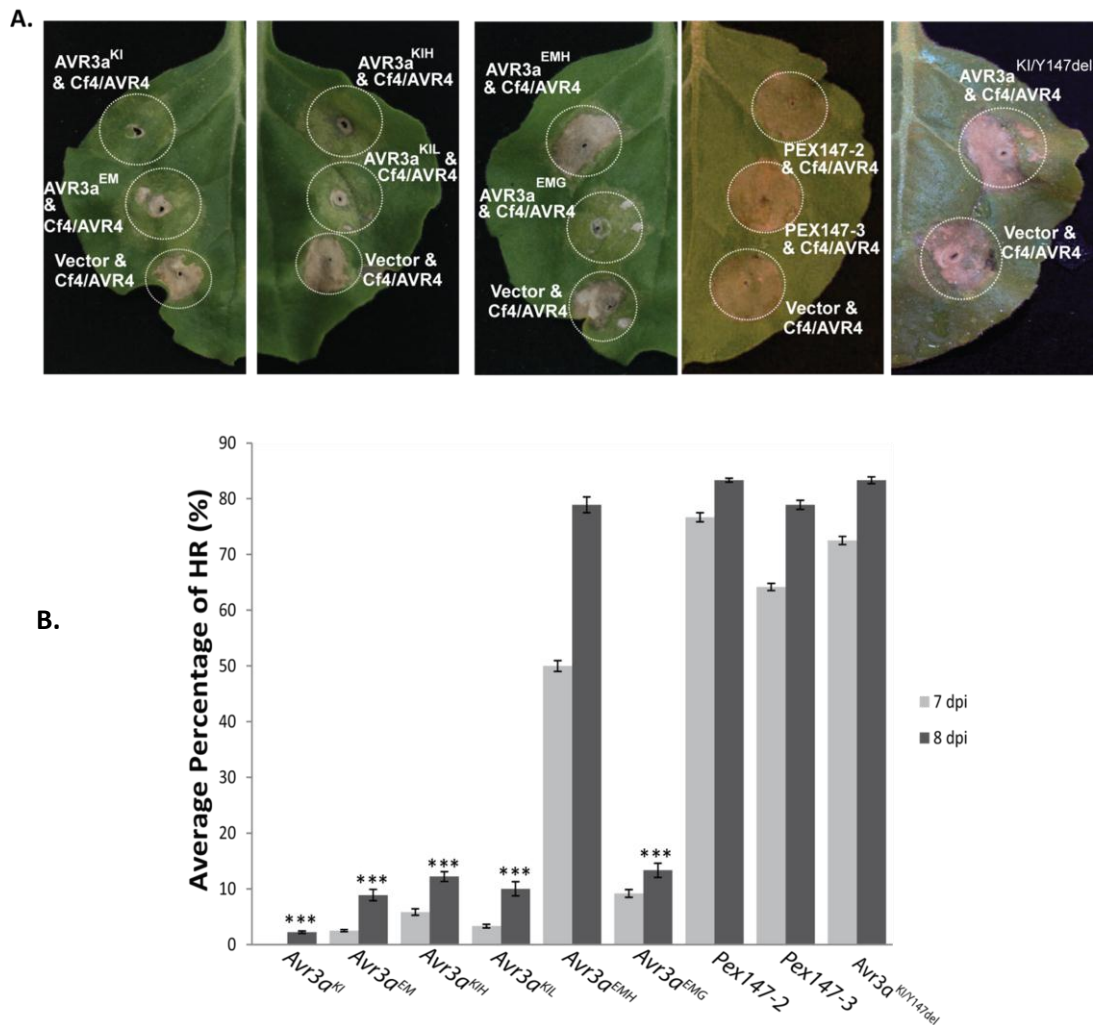 A.
AVR3a^KI
& Cf4/AVR4
AVR3a^EM
&
Cf4/AVR4
Vector &
Cf4/AVR4
AVR3a^KIH
& Cf4/AVR4
AVR3a^KIL &
Cf4/AVR4
Vector &
Cf4/AVR4
AVR3a^EMH
& Cf4/AVR4
AVR3a^EMG
& Cf4/AVR4
Vector &
Cf4/AVR4
PEX147-2
& Cf4/AVR4
PEX147-3
& Cf4/AVR4
Vector &
Cf4/AVR4
AVR3a^KI/Y147del
& Cf4/AVR4
Vector &
Cf4/AVR4
B.
Average Percentage of HR (%)
90
80
70
60
50
40
30
20
10
0
***
***
***
***
***
7 dpi
8 dpi
Avr3a^KI
Avr3a^EM
Avr3a^KIH
Avr3a^KIL
Avr3a^EMH
Avr3a^EMG
Pex147-2
Pex147-3
Avr3a^KI/Y147del